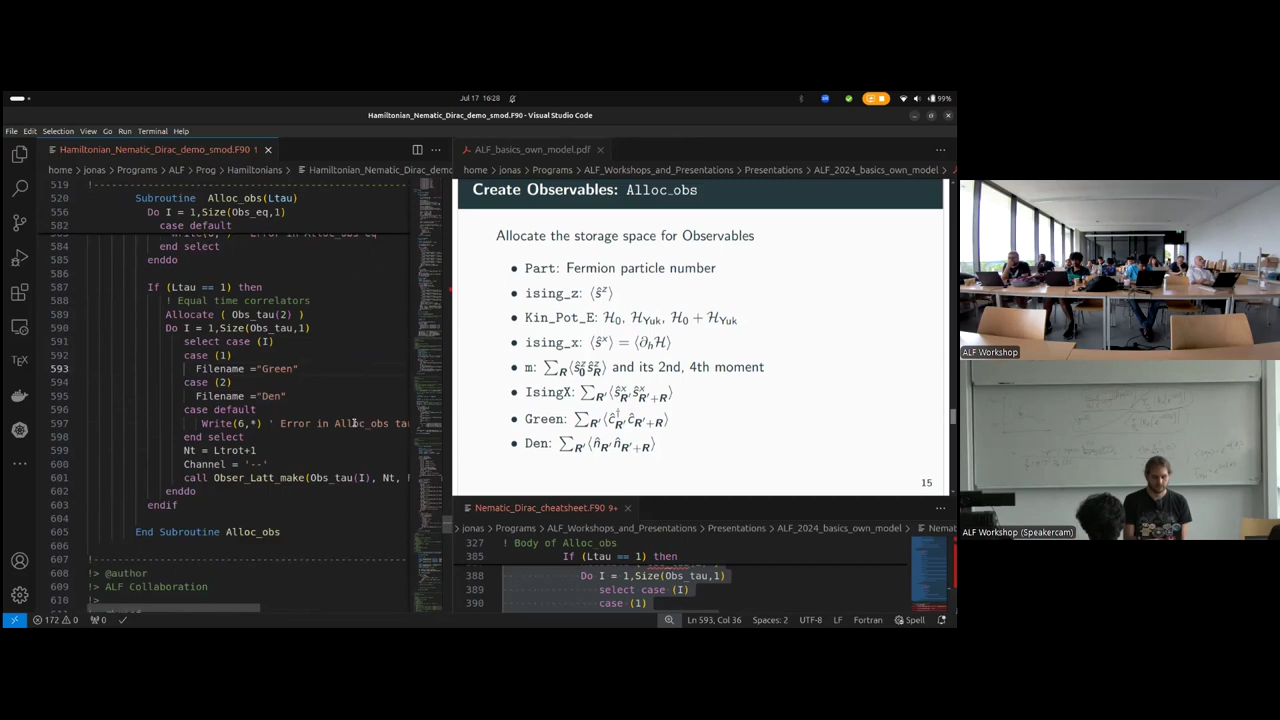 Jul 17 16:28
99%
Hamiltonian_Nematic_Dirac_demo_smod.F90 - Visual Studio Code
File Edit Selection View Go Run Terminal Help
Hamiltonian_Nematic_Dirac_demo_smod.F90 1
home > jonas > Programs > ALF > Prog > Hamiltonians > Hamiltonian_Nematic_Dirac_demo
519 !
520 Subroutine Alloc_obs(Ltau)
556 Do I = 1,Size(Obs_eq,1)
582 case default
584 end select
585 enddo
586
587 If (Ltau == 1) then
588 ! Equal time correlators
589 Allocate ( Obs_tau(2) )
590 Do I = 1,Size(Obs_tau,1)
591 select case (I)
592 case (1)
593 Filename ="Green"
594 case (2)
595 Filename ="Den"
596 case default
597 Write(6,*) ' Error in Alloc_obs tau
598 end select
599 Nt = Ltrot+1
600 Channel = '--'
601 call Obser_Latt_make(Obs_tau(I), Nt,
602 enddo
603 endif
604
605 End Subroutine Alloc_obs
606
607 !
608 !> @author
609 !> ALF Collaboration
610 !>
ALF_basics_own_model.pdf
home > jonas > Programs > ALF_Workshops_and_Presentations > Presentations > ALF_2024_basics_own_model >
Create Observables: Alloc_obs
Allocate the storage space for Observables
• Part: Fermion particle number
• ising_z: ⟨ŝ^z⟩
• Kin_Pot_E: ℋ_0, ℋ_Yuk, ℋ_0 + ℋ_Yuk
• ising_x: ⟨ŝ^x⟩ = ⟨∂_hℋ⟩
• m: ∑_R⟨ŝ^z_0 ŝ^z_R⟩ and its 2nd, 4th moment
• IsingX: ∑_R'⟨ŝ^x_R' ŝ^x_R'+R⟩
• Green: ∑_R'⟨ĉ^†_R' ĉ_R'+R⟩
• Den: ∑_R'⟨n̂_R' n̂_R'+R⟩
15
Nematic_Dirac_cheatsheet.F90 9+
jonas > Programs > ALF_Workshops_and_Presentations > Presentations > ALF_2024_basics_own_model >
327 ! Body of Alloc_obs
385 If (Ltau == 1) then
388 Do I = 1,Size(Obs_tau,1)
389 select case (I)
390 case (1)
172 0 0 Ln 593, Col 36 Spaces: 2 UTF-8 LF Fortran Spell
ALF Workshop
ALF Workshop (Speakercam)